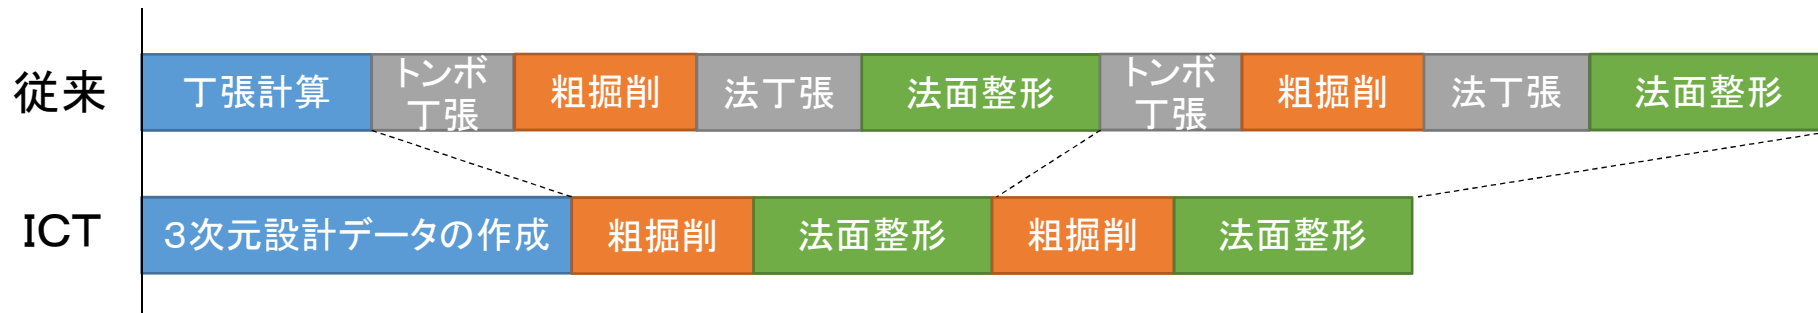 従来
丁張計算
トンボ
丁張
粗掘削
法丁張
法面整形
トンボ
丁張
粗掘削
法丁張
法面整形
ICT
3次元設計データの作成
粗掘削
法面整形
粗掘削
法面整形